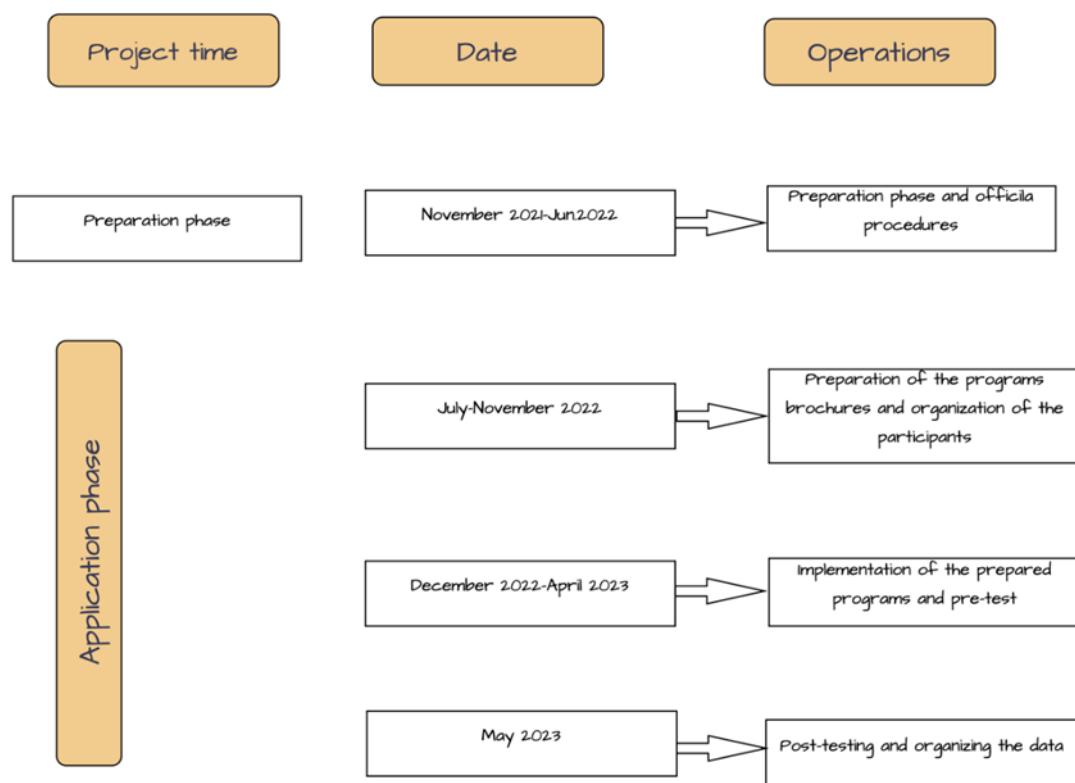 Project time
Date
Operations
Preparation phase
November 2021-Jun.2022
Preparation phase and officila
procedures
Application phase
July-November 2022
Preparation of the programs
brochures and organization of the
participants
December 2022-April 2023
Implementation of the prepared
programs and pre-test
May 2023
Post-testing and organizing the data